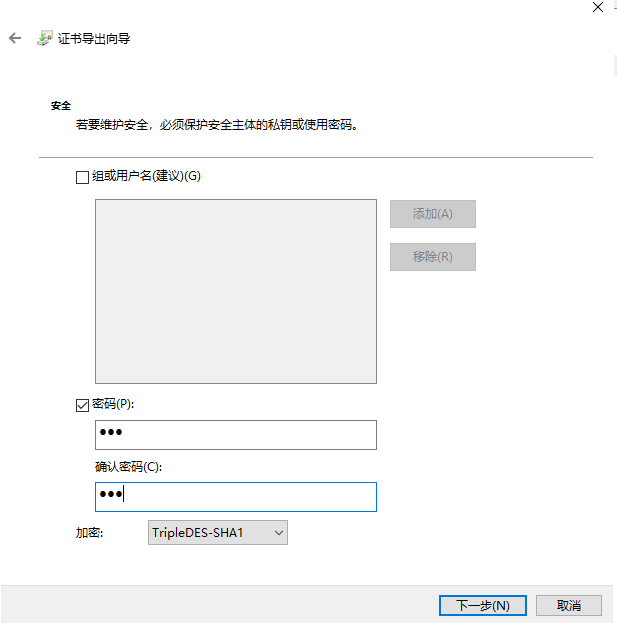 证书导出向导
安全
若要维护安全，必须保护安全主体的私钥或使用密码。
组或用户名(建议)(G)
添加(A)
移除(R)
密码(P):
●●●
确认密码(C):
●●●
加密:
TripleDES-SHA1
下一步(N)
取消